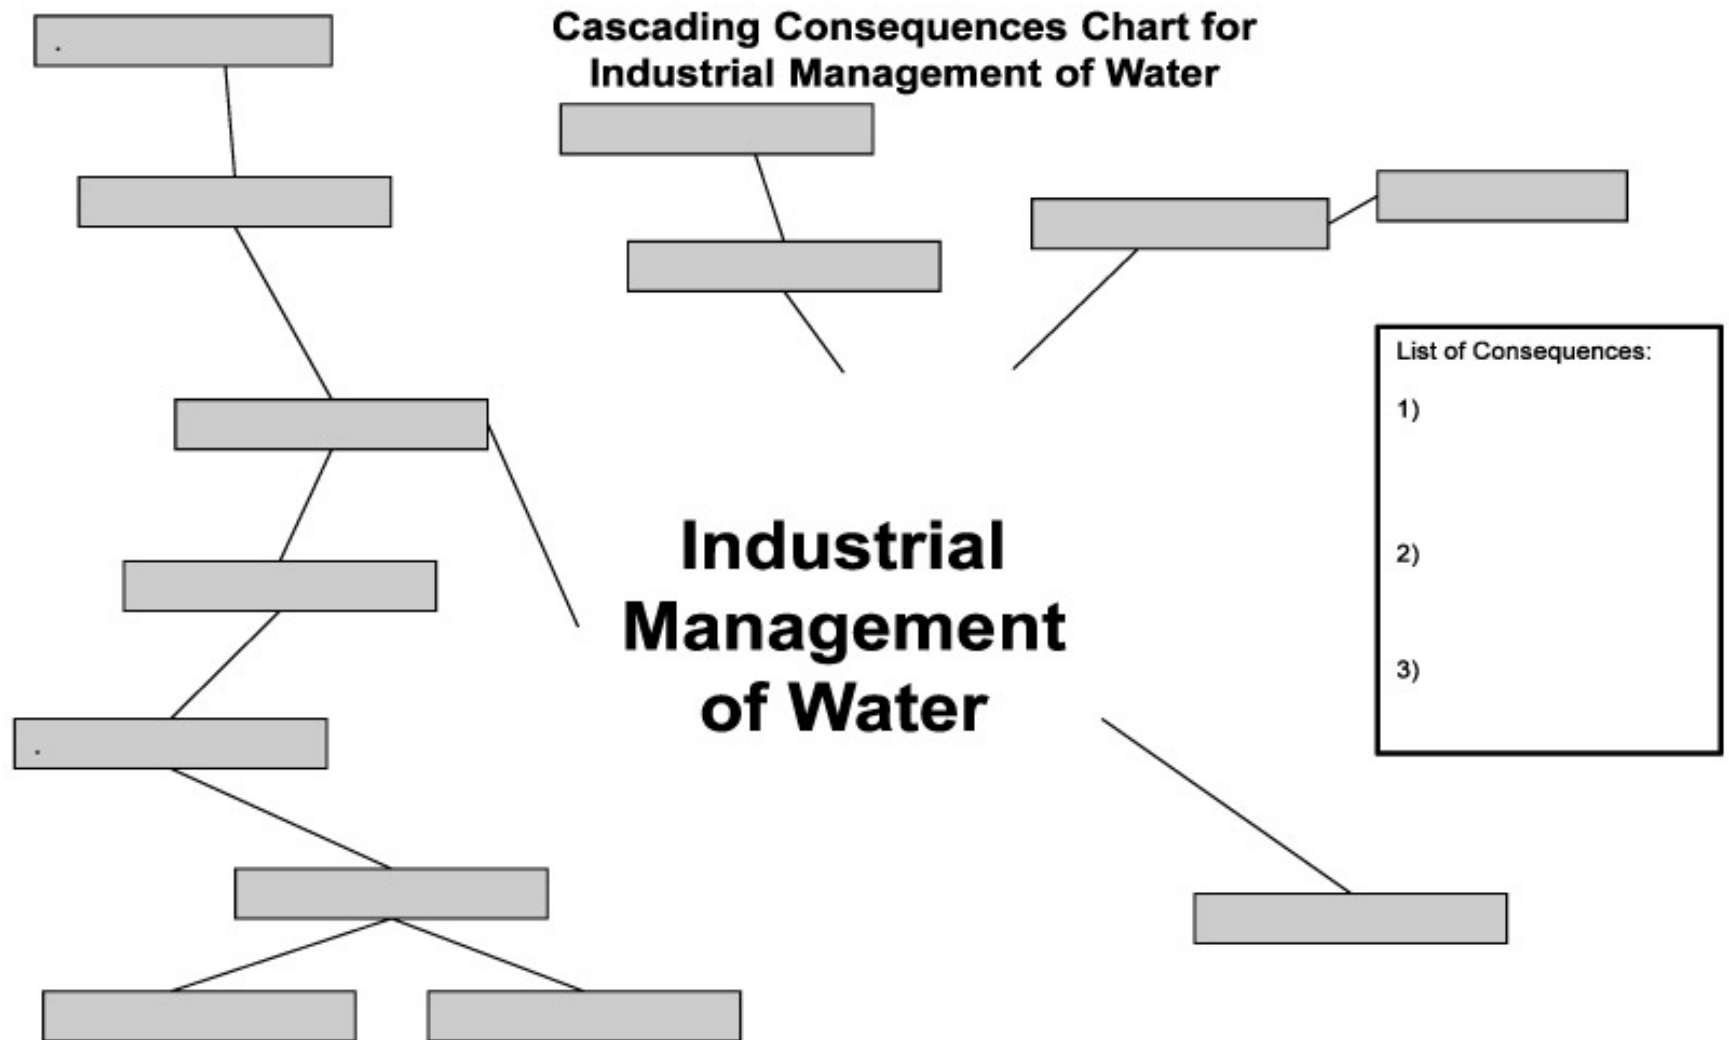 Cascading Consequences Chart for
Industrial Management of Water
.
List of Consequences:
1)
2)
3)
Industrial
Management
of Water
.